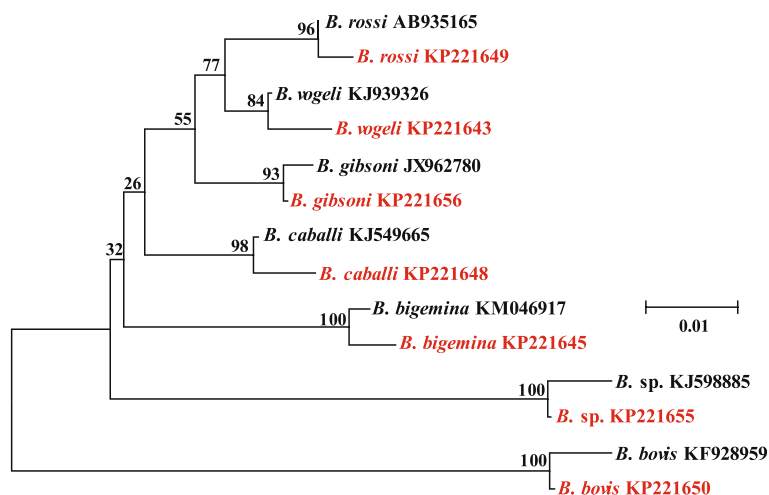 B. rossi AB935165
96
B. rossi KP221649
77
B. vogeli KJ939326
84
B. vogeli KP221643
55
B. gibsoni JX962780
93
B. gibsoni KP221656
26
B. caballi KJ549665
98
B. caballi KP221648
32
B. bigemina KM046917
100
B. bigemina KP221645
0.01
B. sp. KJ598885
100
B. sp. KP221655
B. bovis KF928959
100
B. bovis KP221650